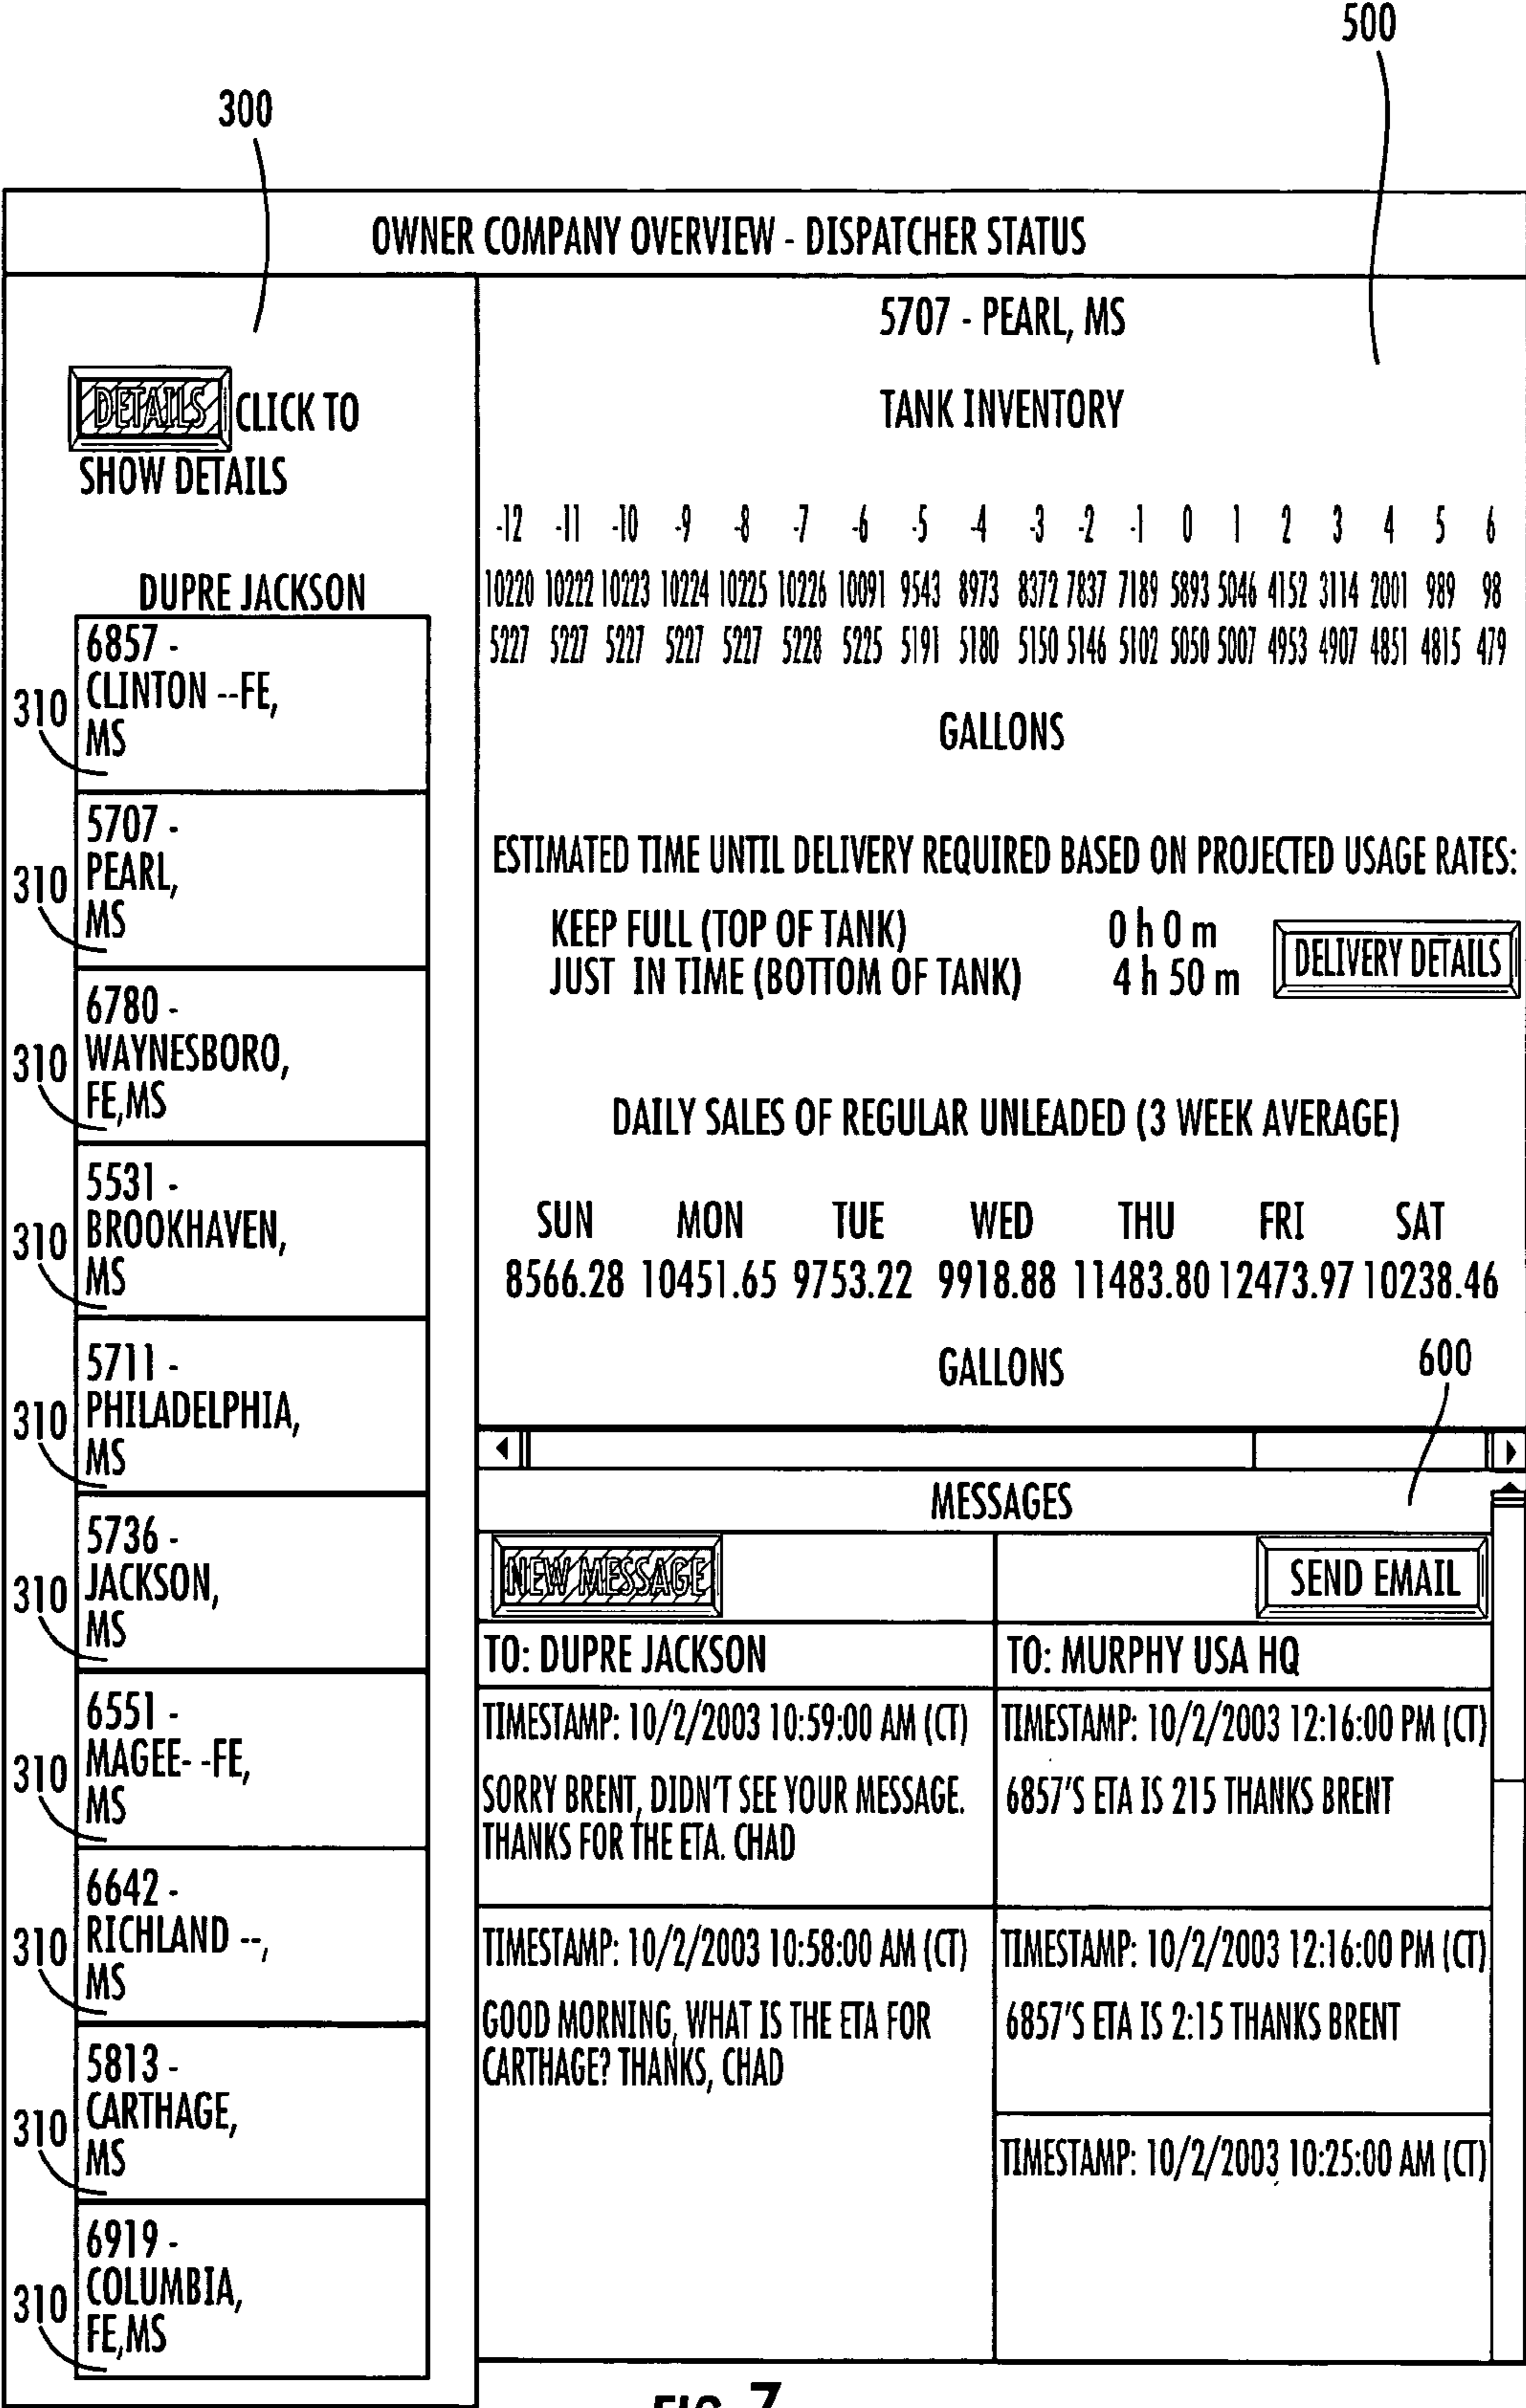 500
300
OWNER COMPANY OVERVIEW - DISPATCHER STATUS
DETAILS CLICK TO
SHOW DETAILS
DUPRE JACKSON
310
6857 -
CLINTON --FE,
MS
310
5707 -
PEARL,
MS
310
6780 -
WAYNESBORO,
FE,MS
310
5531 -
BROOKHAVEN,
MS
310
5711 -
PHILADELPHIA,
MS
310
5736 -
JACKSON,
MS
310
6551 -
MAGEE- -FE,
MS
310
6642 -
RICHLAND --,
MS
310
5813 -
CARTHAGE,
MS
310
6919 -
COLUMBIA,
FE,MS
5707 - PEARL, MS
TANK INVENTORY
-12 -11 -10 -9 -8 -7 -6 -5 -4 -3 -2 -1 0 1 2 3 4 5 6
10220 10222 10223 10224 10225 10226 10091 9543 8973 8372 7837 7189 5893 5046 4152 3114 2001 989 98
5227 5227 5227 5227 5227 5228 5225 5191 5180 5150 5146 5102 5050 5007 4953 4907 4851 4815 479
GALLONS
ESTIMATED TIME UNTIL DELIVERY REQUIRED BASED ON PROJECTED USAGE RATES:
KEEP FULL (TOP OF TANK) 0 h 0 m
JUST IN TIME (BOTTOM OF TANK) 4 h 50 m
DELIVERY DETAILS
DAILY SALES OF REGULAR UNLEADED (3 WEEK AVERAGE)
SUN MON TUE WED THU FRI SAT
8566.28 10451.65 9753.22 9918.88 11483.80 12473.97 10238.46
GALLONS
600
MESSAGES
NEW MESSAGE
SEND EMAIL
TO: DUPRE JACKSON
TIMESTAMP: 10/2/2003 10:59:00 AM (CT)
SORRY BRENT, DIDN'T SEE YOUR MESSAGE.
THANKS FOR THE ETA. CHAD
TIMESTAMP: 10/2/2003 10:58:00 AM (CT)
GOOD MORNING, WHAT IS THE ETA FOR
CARTHAGE? THANKS, CHAD
TO: MURPHY USA HQ
TIMESTAMP: 10/2/2003 12:16:00 PM (CT)
6857'S ETA IS 215 THANKS BRENT
TIMESTAMP: 10/2/2003 12:16:00 PM (CT)
6857'S ETA IS 2:15 THANKS BRENT
TIMESTAMP: 10/2/2003 10:25:00 AM (CT)
FIG. 7